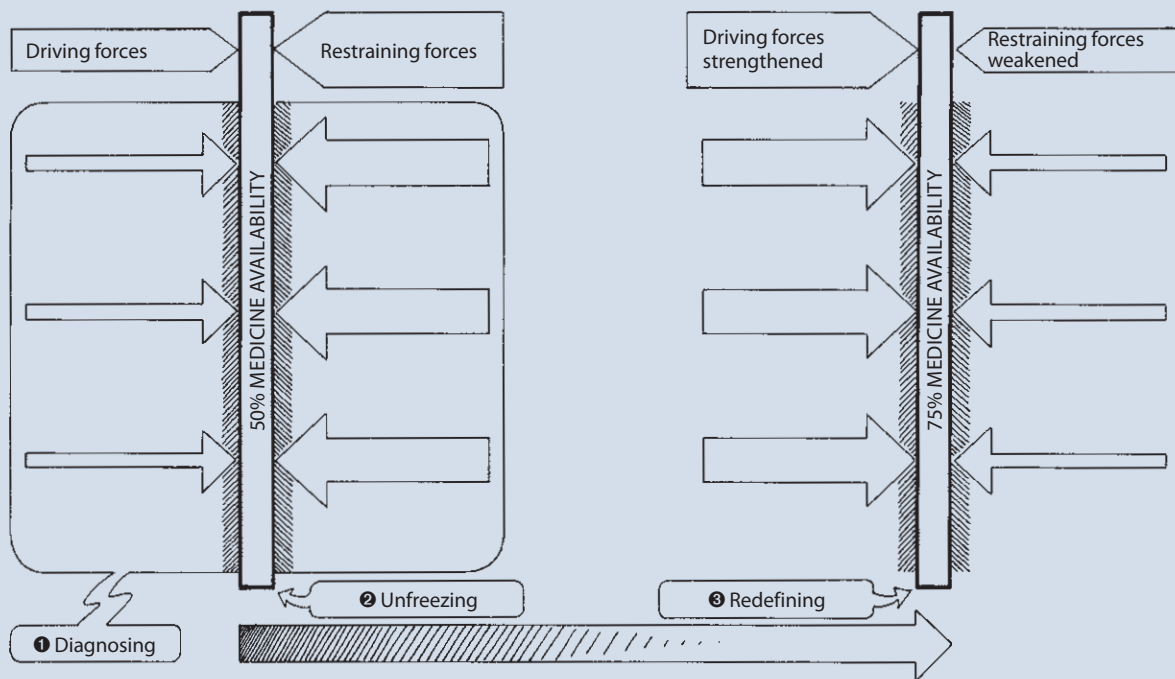 Driving forces
Restraining forces
Driving forces
strengthened
Restraining forces
weakened
50% MEDICINE AVAILABILITY
75% MEDICINE AVAILABILITY
❶ Diagnosing
❷ Unfreezing
❸ Redefining